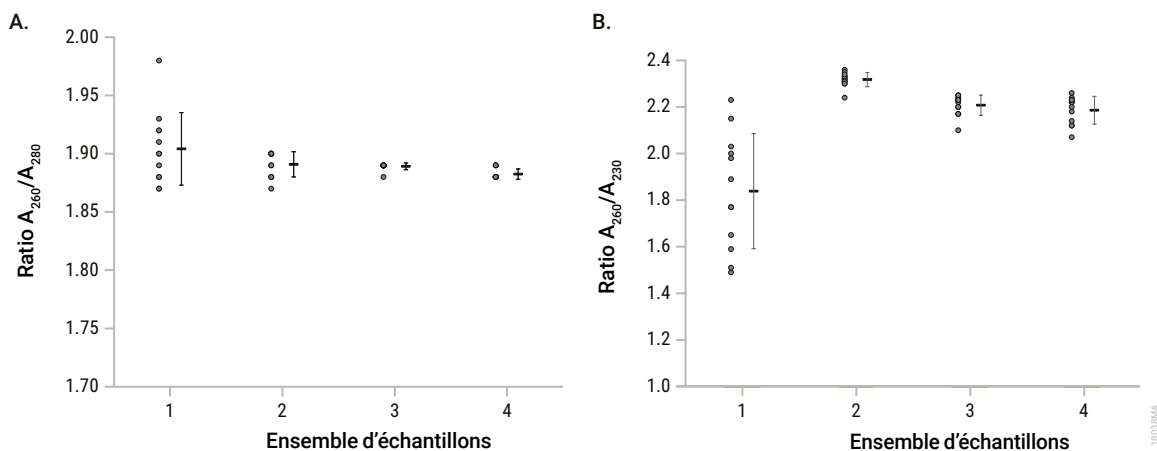 A.
2.00
1.95
1.90
1.85
1.80
1.75
1.70
Ratio A260/A280
1 2 3 4
Ensemble d'échantillons
B.
2.4
2.2
2.0
1.8
1.6
1.4
1.2
1.0
Ratio A260/A230
1 2 3 4
Ensemble d'échantillons
18038MA